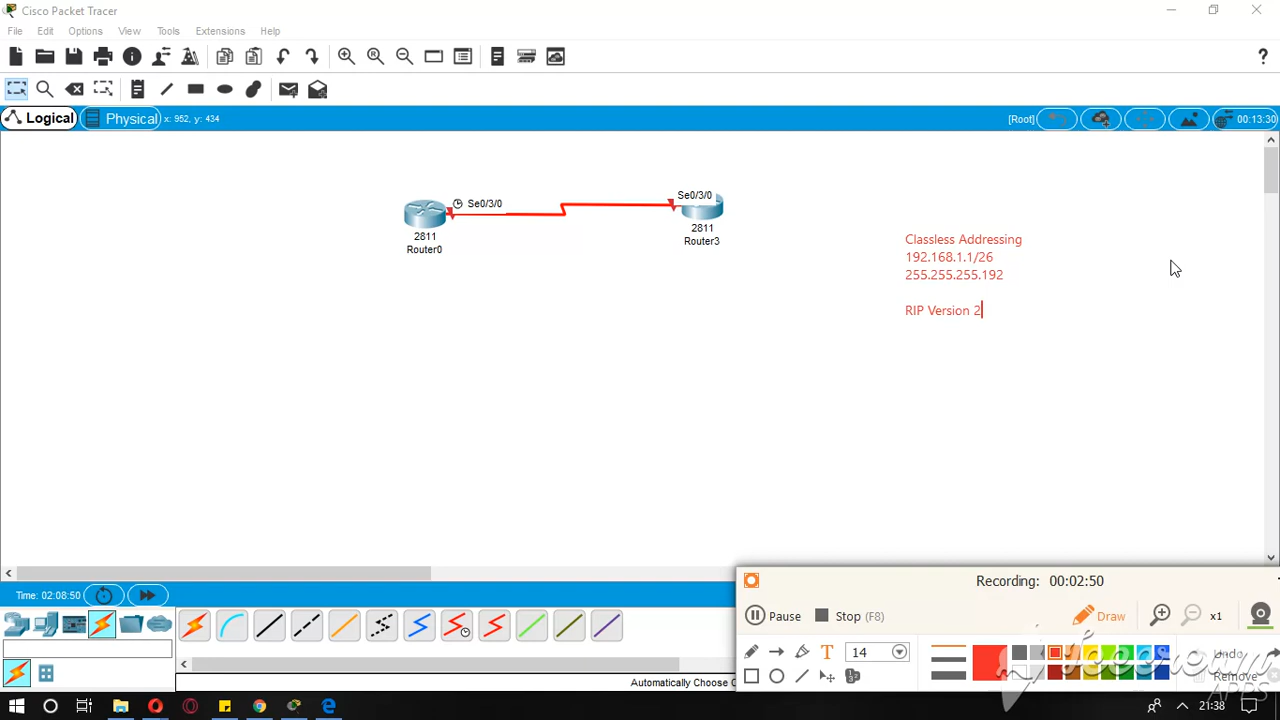 Cisco Packet Tracer
File Edit Options View Tools Extensions Help
?
Logical Physical x: 952, y: 434 [Root] 00:13:30
Se0/3/0
Se0/3/0
2811
Router0
2811
Router3
Classless Addressing
192.168.1.1/26
255.255.255.192
RIP Version 2
Recording: 00:02:50
Time: 02:08:50
Pause Stop (F8) Draw x1
T 14 Undo
Remove
Automatically Choose C
APPS
21:38